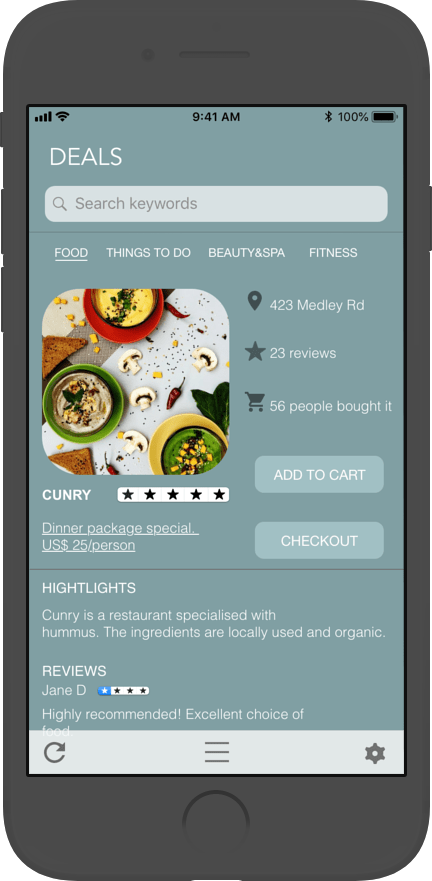 9:41 AM 100%
DEALS
Search keywords
FOOD THINGS TO DO BEAUTY&SPA FITNESS
423 Medley Rd
23 reviews
56 people bought it
ADD TO CART
CUNRY
Dinner package special.
US$ 25/person
CHECKOUT
HIGHTLIGHTS
Cunry is a restaurant specialised with
hummus. The ingredients are locally used and organic.
REVIEWS
Jane D
Highly recommended! Excellent choice of
food